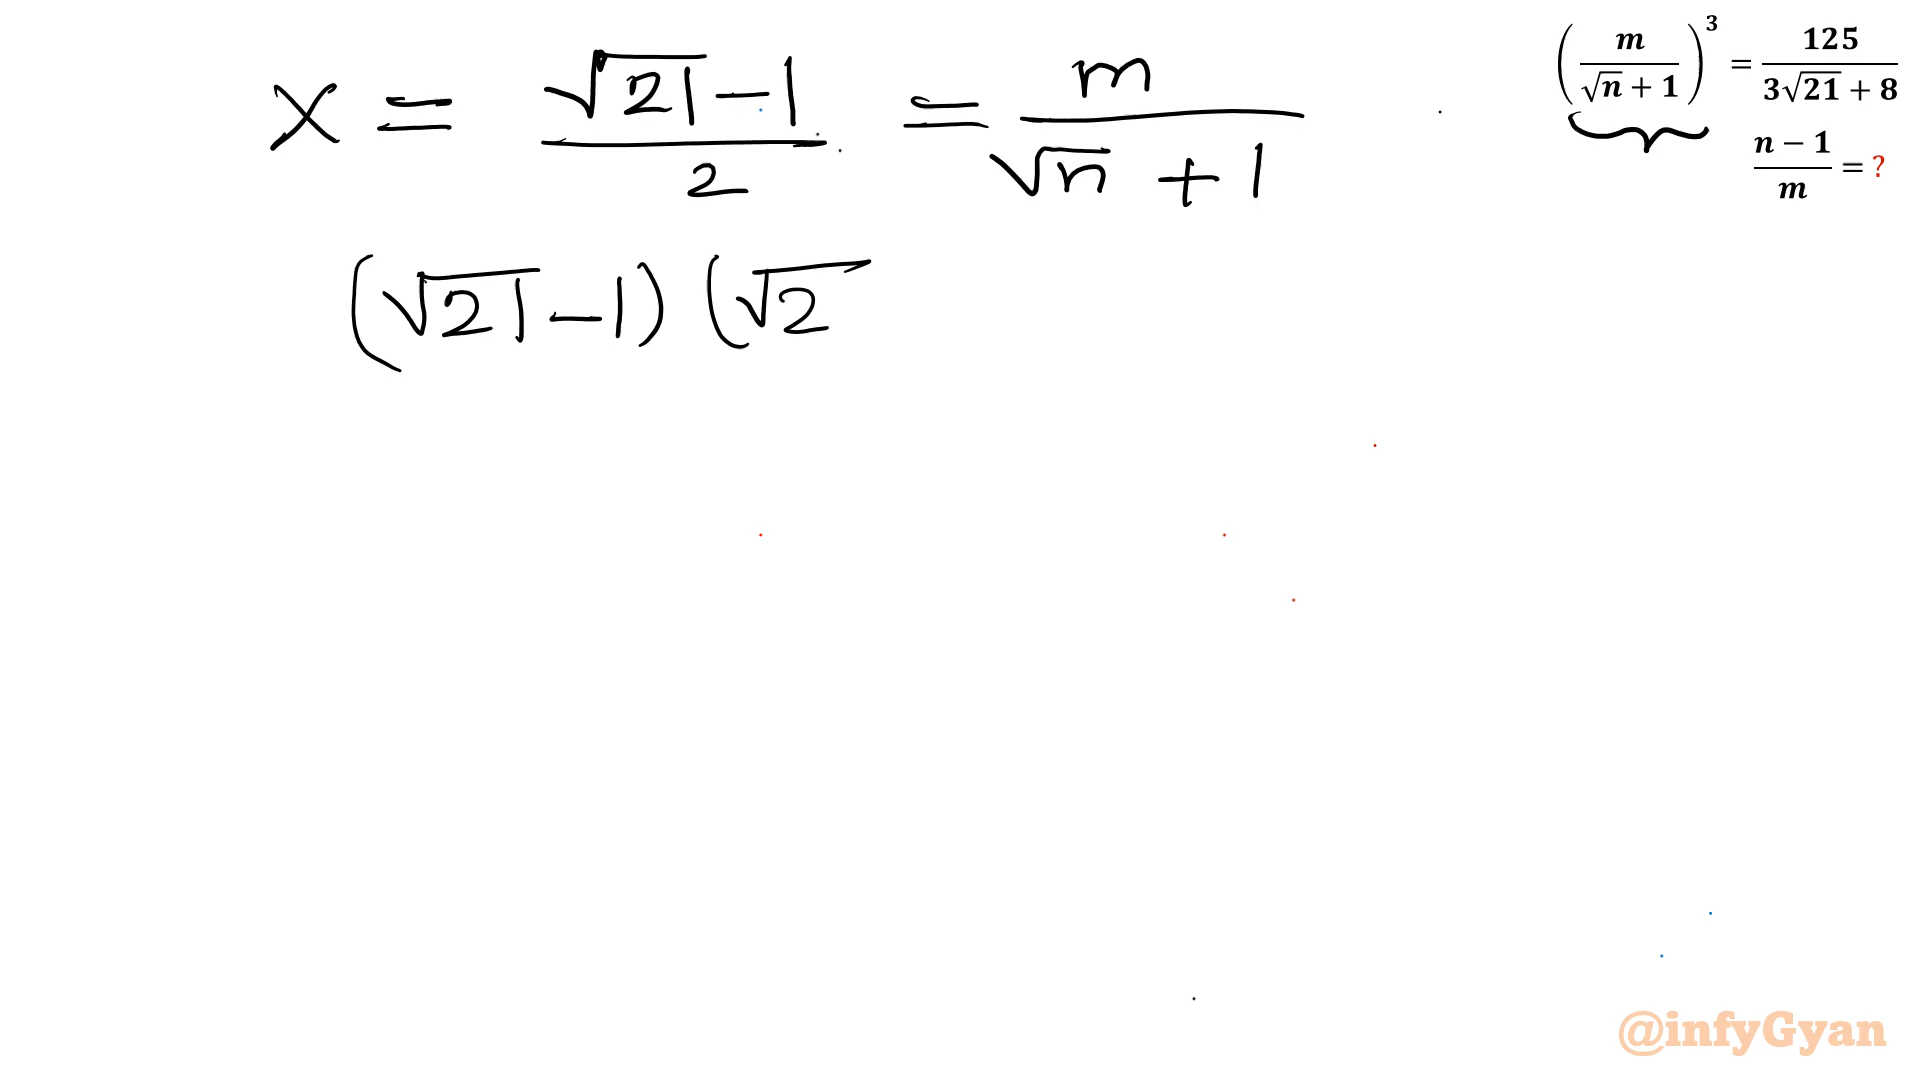 x = (√21 − 1)/2 = m/(√n + 1)
(√21 − 1) (√2
(m/(√n + 1))³ = 125/(3√21 + 8)
(n − 1)/m = ?
@infyGyan